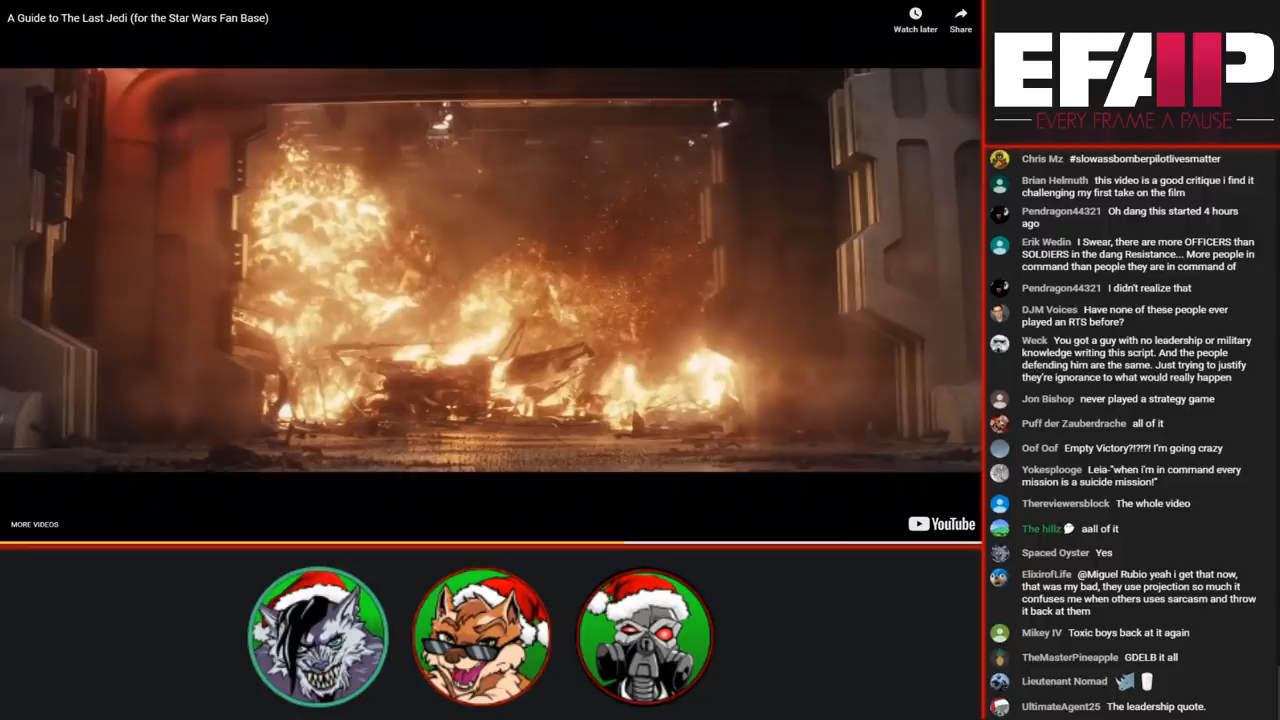 A Guide to The Last Jedi (for the Star Wars Fan Base)
Watch later
Share
EFAP
EVERY FRAME A PAUSE
Chris Mz #slowassbomberpilotlivesmatter
Brian Helmuth this video is a good critique i find it
challenging my first take on the film
Pendragon44321 Oh dang this started 4 hours
ago
Erik Wedin I Swear, there are more OFFICERS than
SOLDIERS in the dang Resistance... More people in
command than people they are in command of
Pendragon44321 I didn't realize that
DJM Voices Have none of these people ever
played an RTS before?
Weck You got a guy with no leadership or military
knowledge writing this script. And the people
defending him are the same. Just trying to justify
they're ignorance to what would really happen
Jon Bishop never played a strategy game
Puff der Zauberdrache all of it
Oof Oof Empty Victory?!?!?! I'm going crazy
Yokesplooge Leia-"when i'm in command every
mission is a suicide mission!"
Thereviewersblock The whole video
The hillz aall of it
Spaced Oyster Yes
ElixirofLife @Miguel Rubio yeah i get that now,
that was my bad, they use projection so much it
confuses me when others uses sarcasm and throw
it back at them
Mikey IV Toxic boys back at it again
TheMasterPineapple GDELB it all
Lieutenant Nomad
UltimateAgent25 The leadership quote.
MORE VIDEOS
YouTube